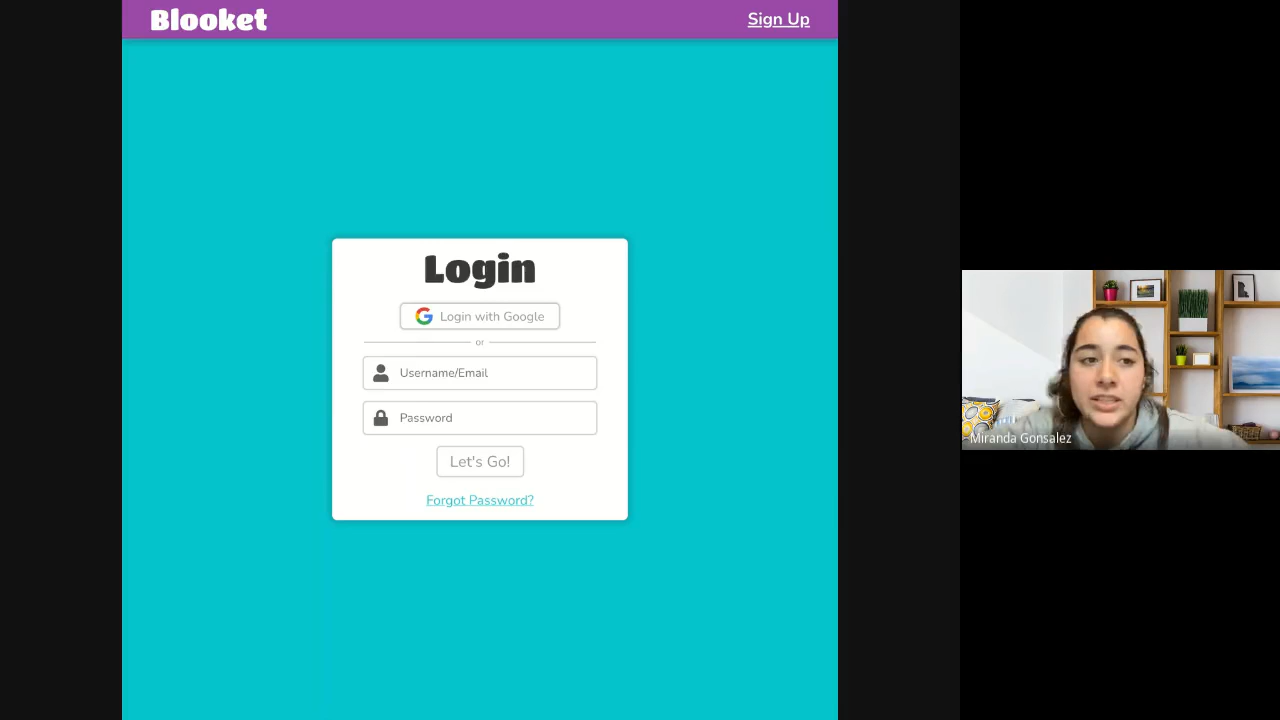 Blooket
Sign Up
Login
Login with Google
or
Username/Email
Password
Let's Go!
Forgot Password?
Miranda Gonsalez